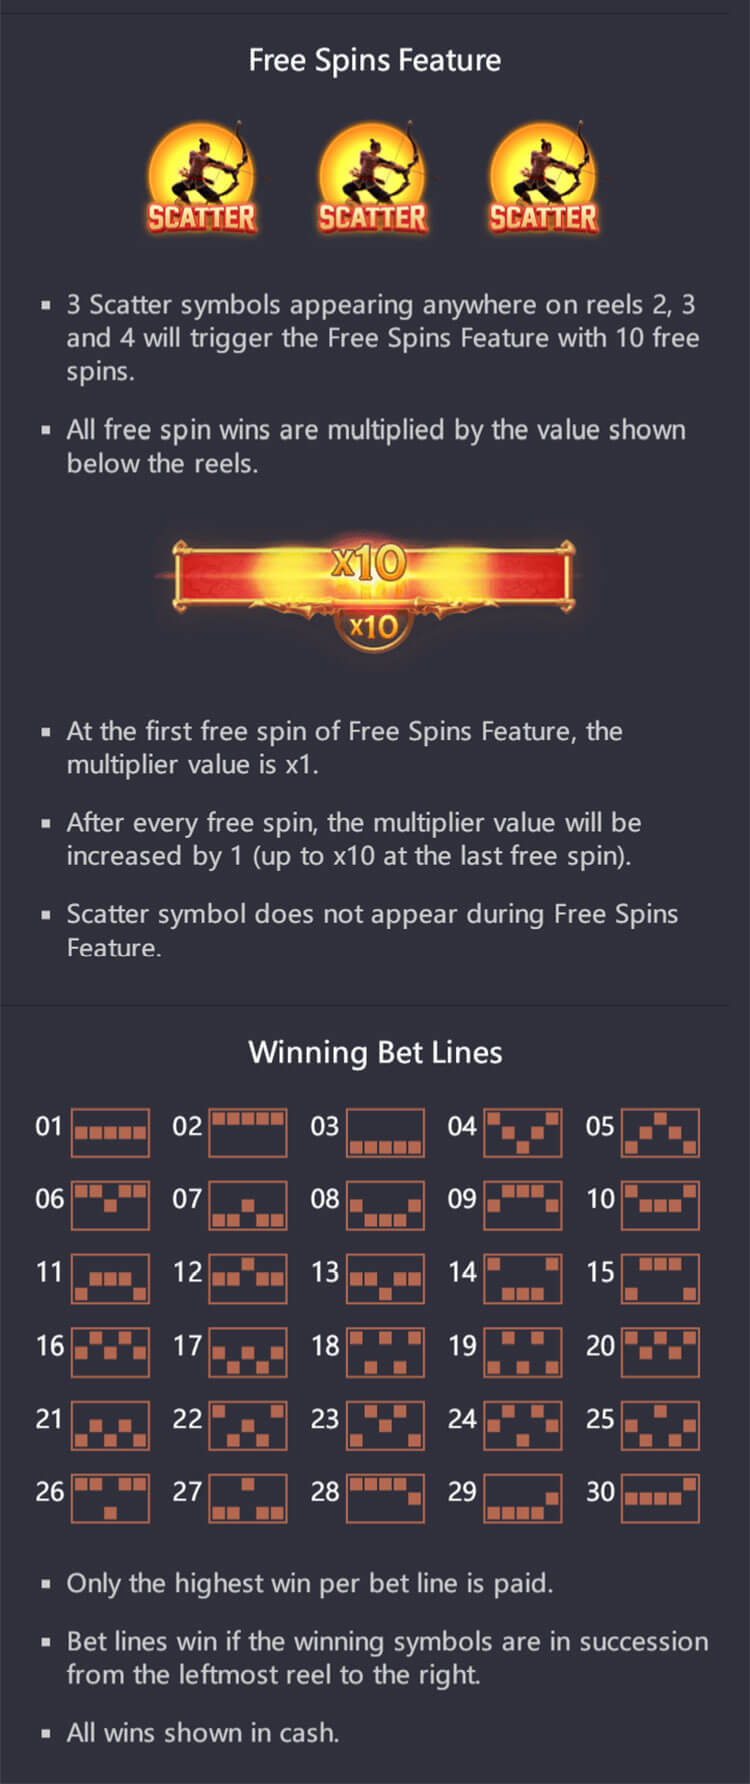 Free Spins Feature
SCATTER SCATTER SCATTER
▪ 3 Scatter symbols appearing anywhere on reels 2, 3
and 4 will trigger the Free Spins Feature with 10 free
spins.
▪ All free spin wins are multiplied by the value shown
below the reels.
x10
x10
▪ At the first free spin of Free Spins Feature, the
multiplier value is x1.
▪ After every free spin, the multiplier value will be
increased by 1 (up to x10 at the last free spin).
▪ Scatter symbol does not appear during Free Spins
Feature.
Winning Bet Lines
01 02 03 04 05
06 07 08 09 10
11 12 13 14 15
16 17 18 19 20
21 22 23 24 25
26 27 28 29 30
▪ Only the highest win per bet line is paid.
▪ Bet lines win if the winning symbols are in succession
from the leftmost reel to the right.
▪ All wins shown in cash.